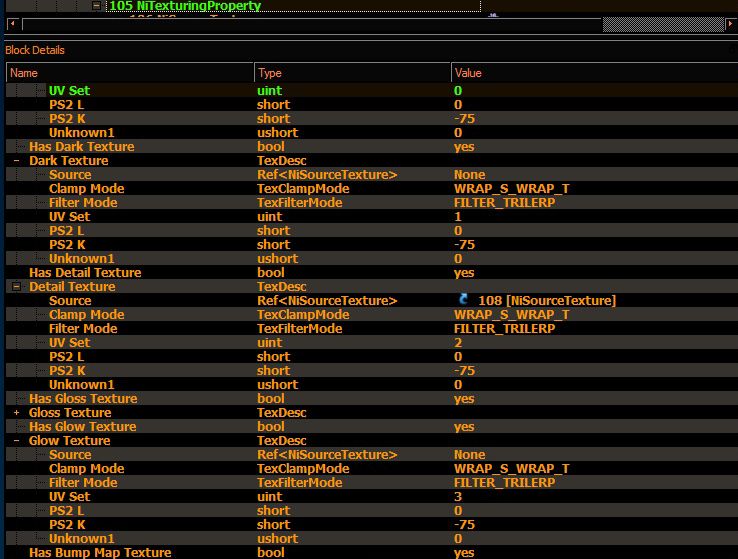 105 NiTexturingProperty
Block Details
Name Type Value
UV Set uint 0
PS2 L short 0
PS2 K short -75
Unknown1 ushort 0
Has Dark Texture bool yes
Dark Texture TexDesc
Source Ref<NiSourceTexture> None
Clamp Mode TexClampMode WRAP_S_WRAP_T
Filter Mode TexFilterMode FILTER_TRILERP
UV Set uint 1
PS2 L short 0
PS2 K short -75
Unknown1 ushort 0
Has Detail Texture bool yes
Detail Texture TexDesc
Source Ref<NiSourceTexture> 108 [NiSourceTexture]
Clamp Mode TexClampMode WRAP_S_WRAP_T
Filter Mode TexFilterMode FILTER_TRILERP
UV Set uint 2
PS2 L short 0
PS2 K short -75
Unknown1 ushort 0
Has Gloss Texture bool yes
Gloss Texture TexDesc
Has Glow Texture bool yes
Glow Texture TexDesc
Source Ref<NiSourceTexture> None
Clamp Mode TexClampMode WRAP_S_WRAP_T
Filter Mode TexFilterMode FILTER_TRILERP
UV Set uint 3
PS2 L short 0
PS2 K short -75
Unknown1 ushort 0
Has Bump Map Texture bool yes